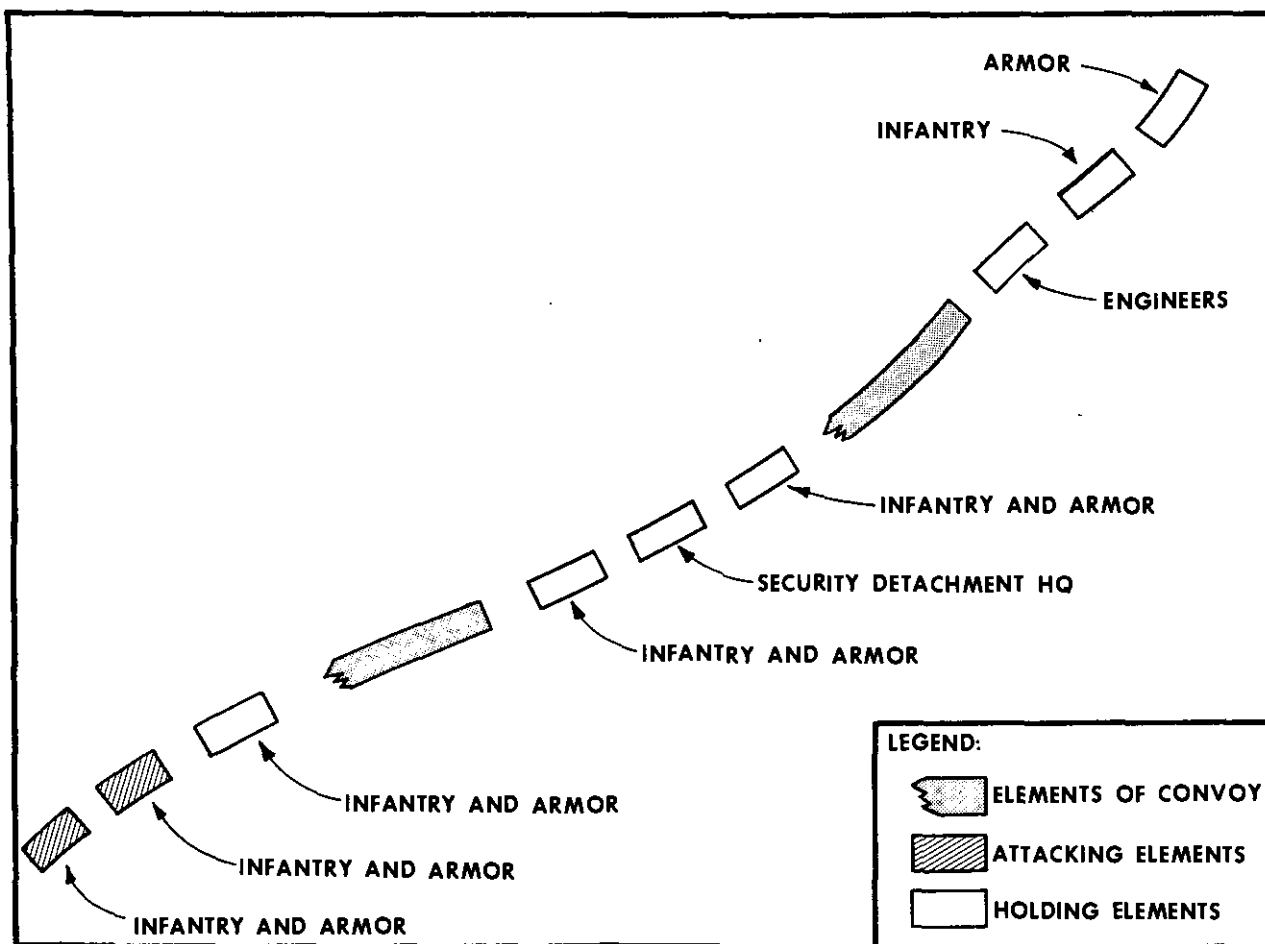 ARMOR
INFANTRY
ENGINEERS
INFANTRY AND ARMOR
SECURITY DETACHMENT HQ
INFANTRY AND ARMOR
INFANTRY AND ARMOR
INFANTRY AND ARMOR
INFANTRY AND ARMOR
LEGEND:
ELEMENTS OF CONVOY
ATTACKING ELEMENTS
HOLDING ELEMENTS